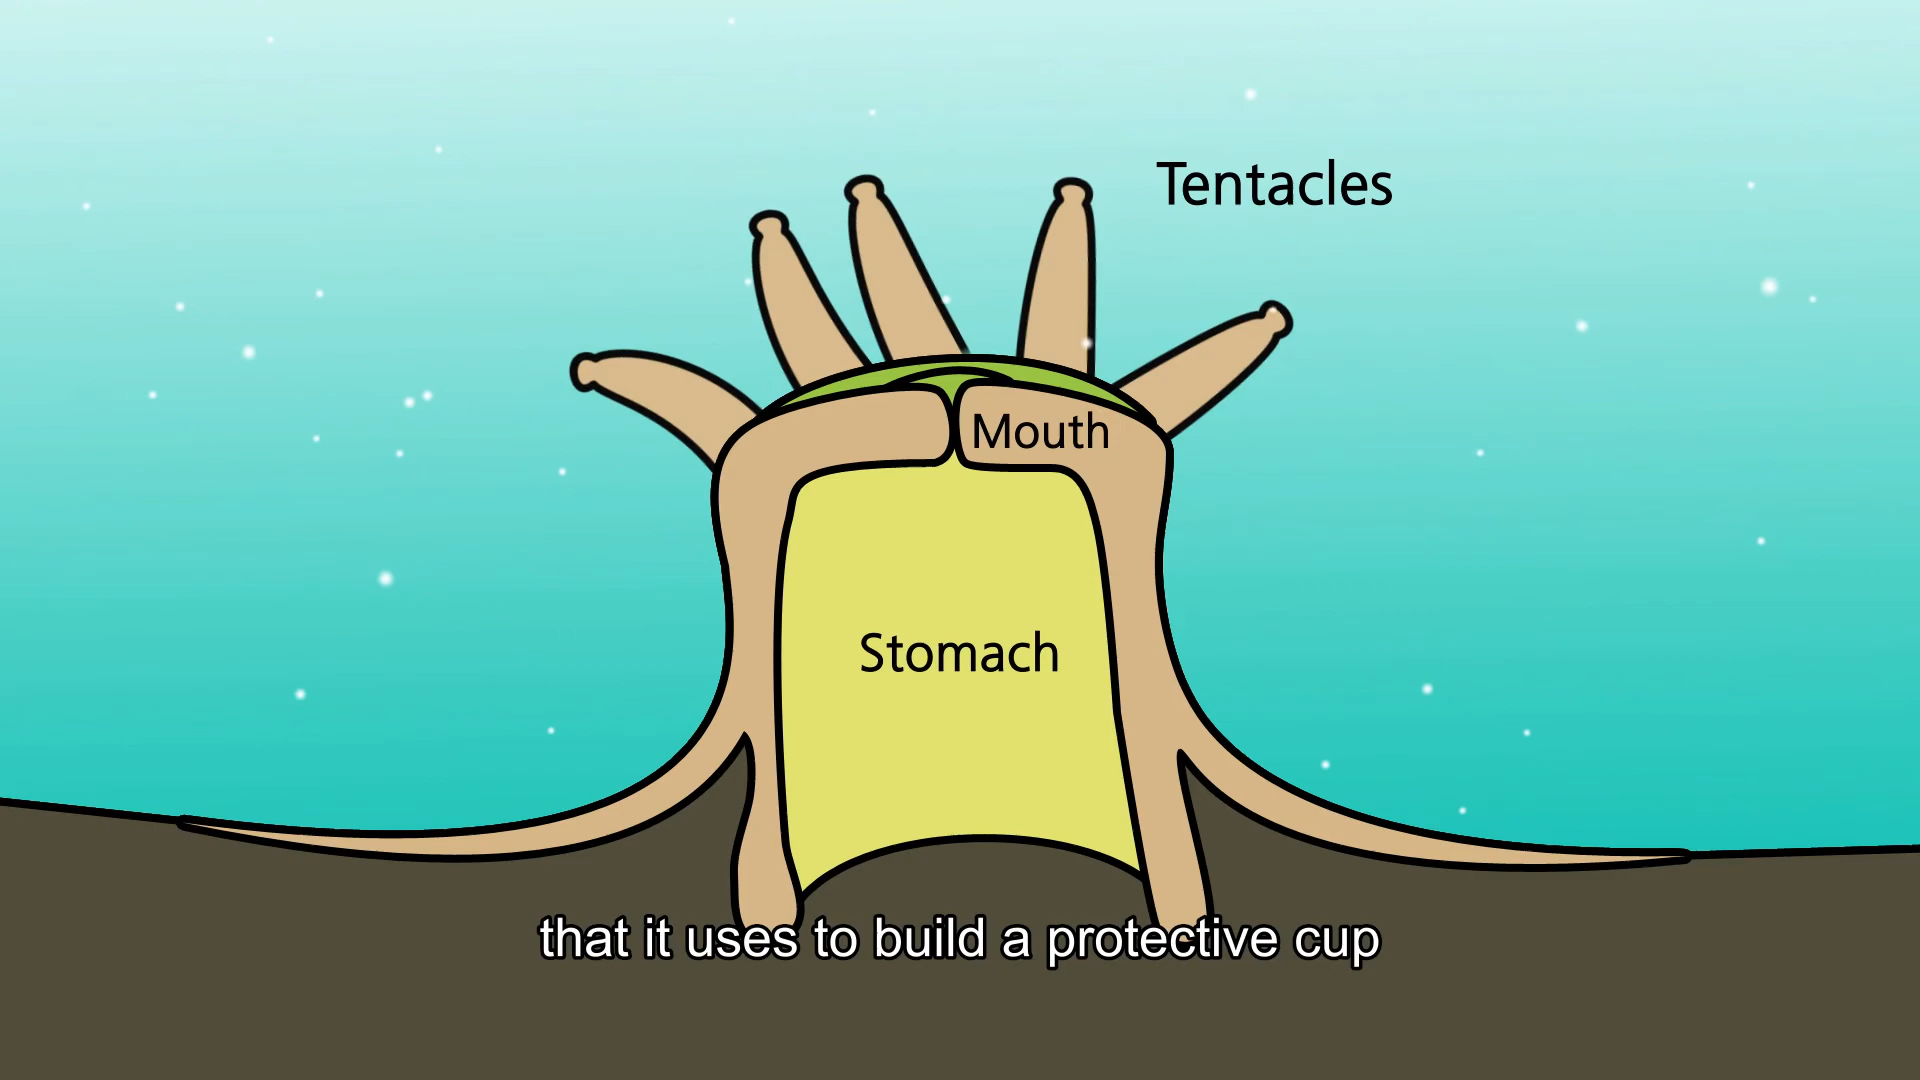 Tentacles
Mouth
Stomach
that it uses to build a protective cup